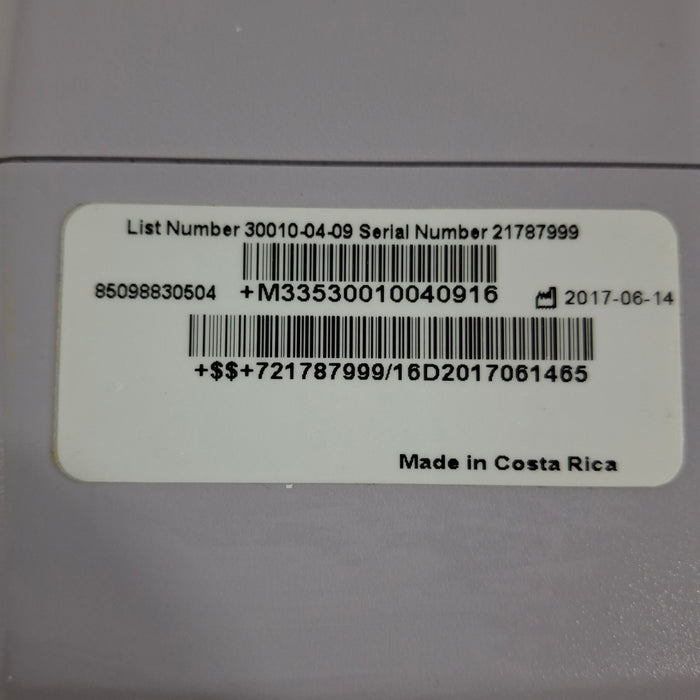 List Number 30010-04-09 Serial Number 21787999
85098830504 +M33530010040916 2017-06-14
+$$+721787999/16D2017061465
Made in Costa Rica